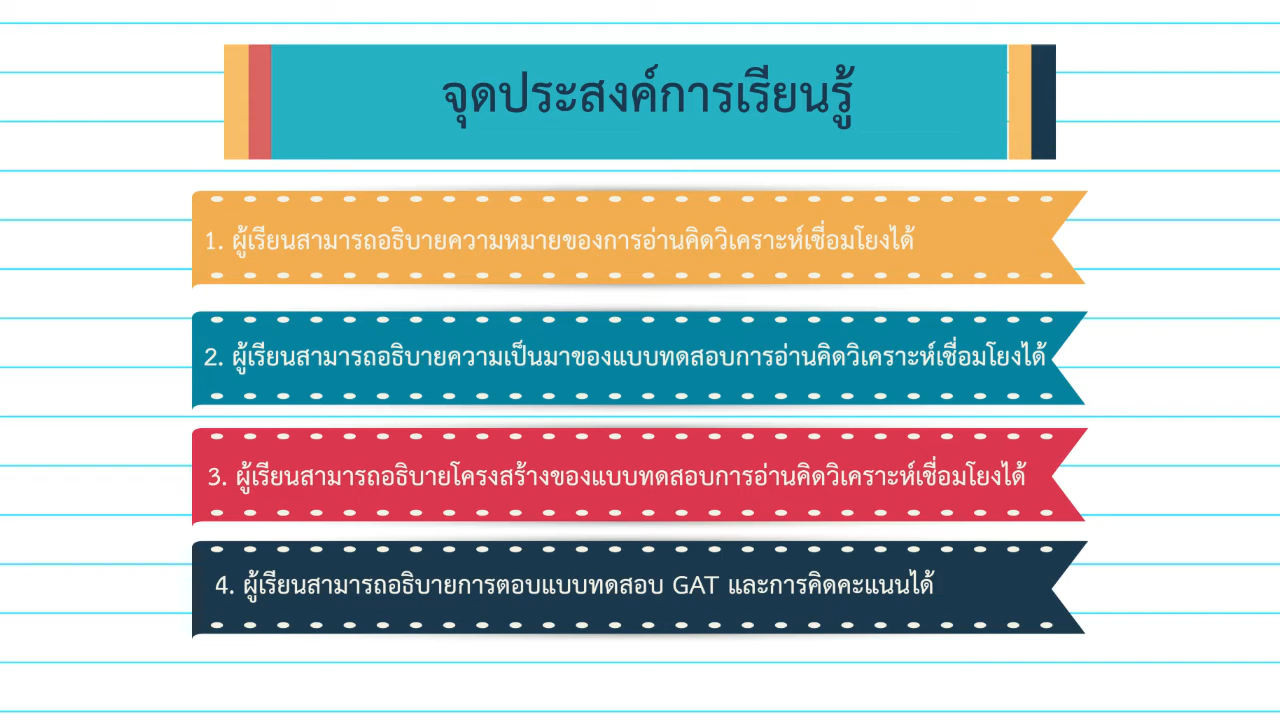 จุดประสงค์การเรียนรู้
1. ผู้เรียนสามารถอธิบายความหมายของการอ่านคิดวิเคราะห์เชื่อมโยงได้
2. ผู้เรียนสามารถอธิบายความเป็นมาของแบบทดสอบการอ่านคิดวิเคราะห์เชื่อมโยงได้
3. ผู้เรียนสามารถอธิบายโครงสร้างของแบบทดสอบการอ่านคิดวิเคราะห์เชื่อมโยงได้
4. ผู้เรียนสามารถอธิบายการตอบแบบทดสอบ GAT และการคิดคะแนนได้